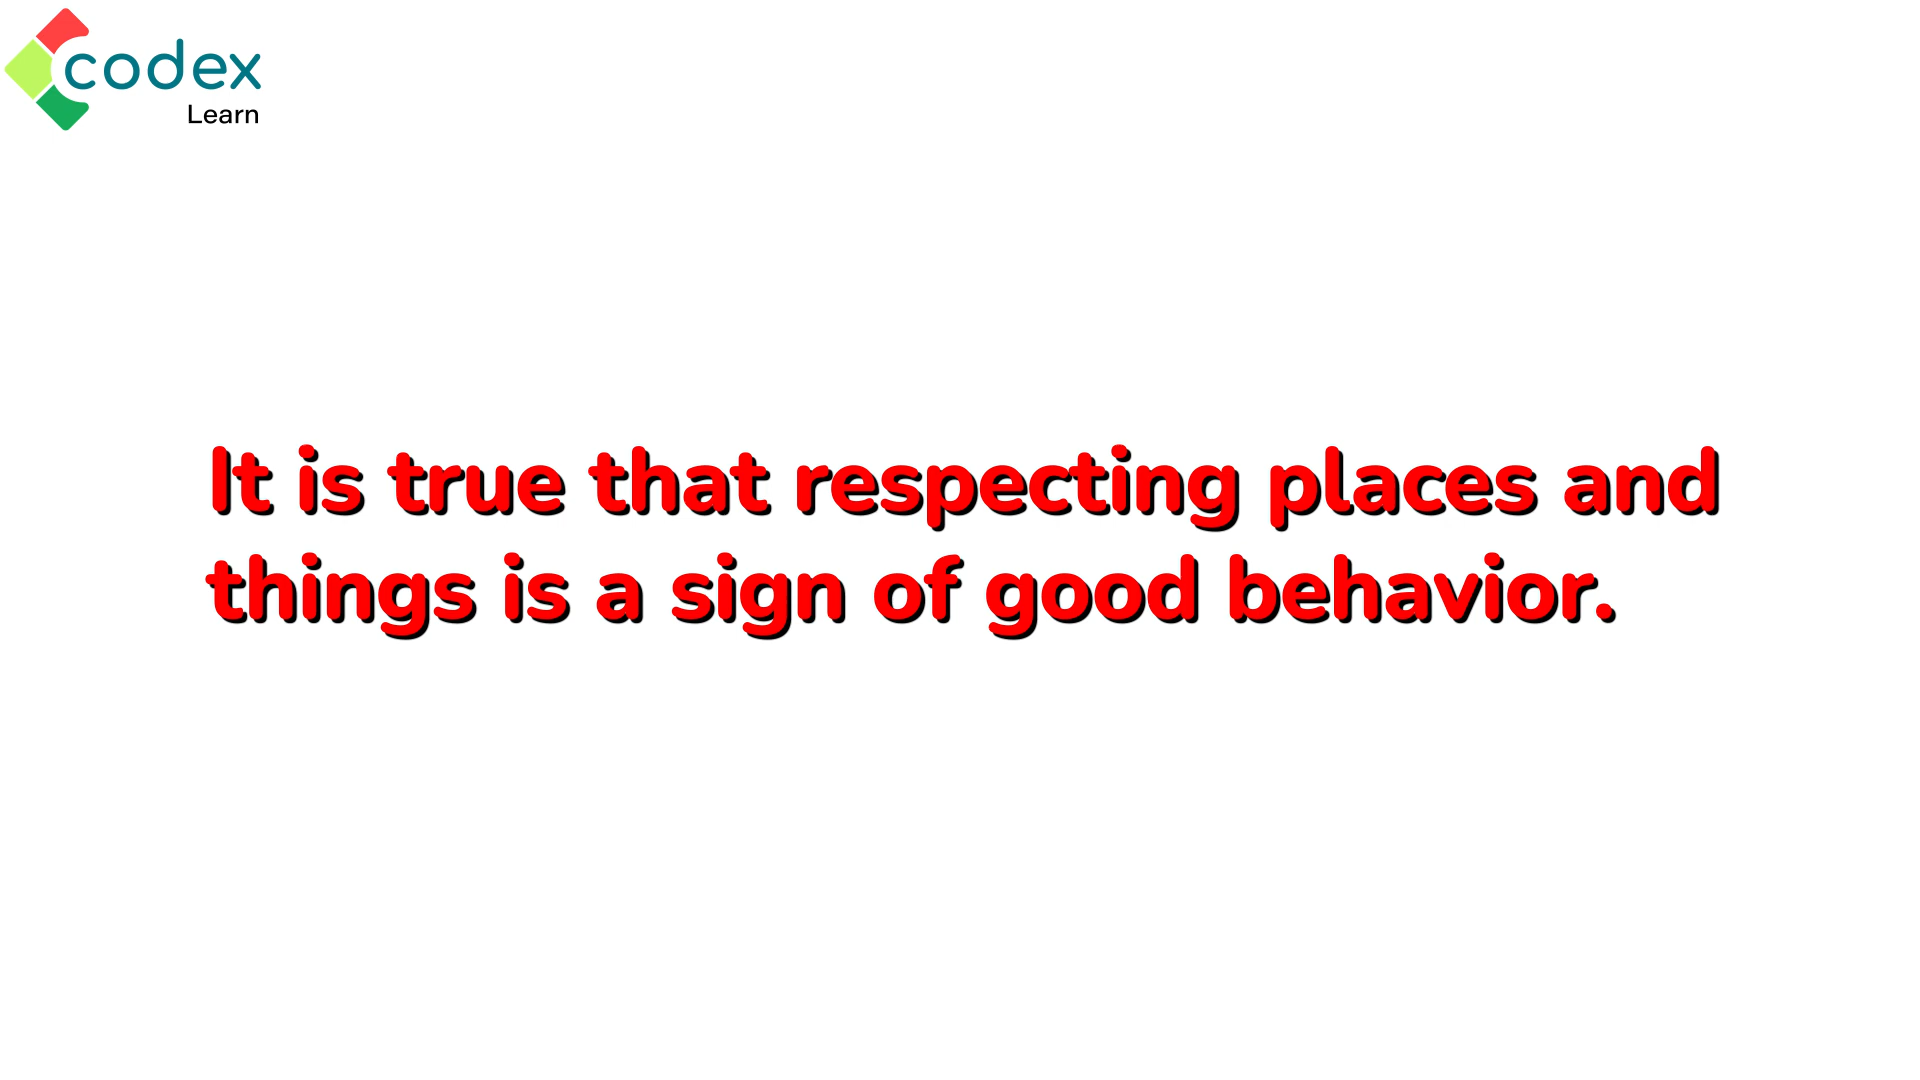 codex
Learn
It is true that respecting places and
things is a sign of good behavior.